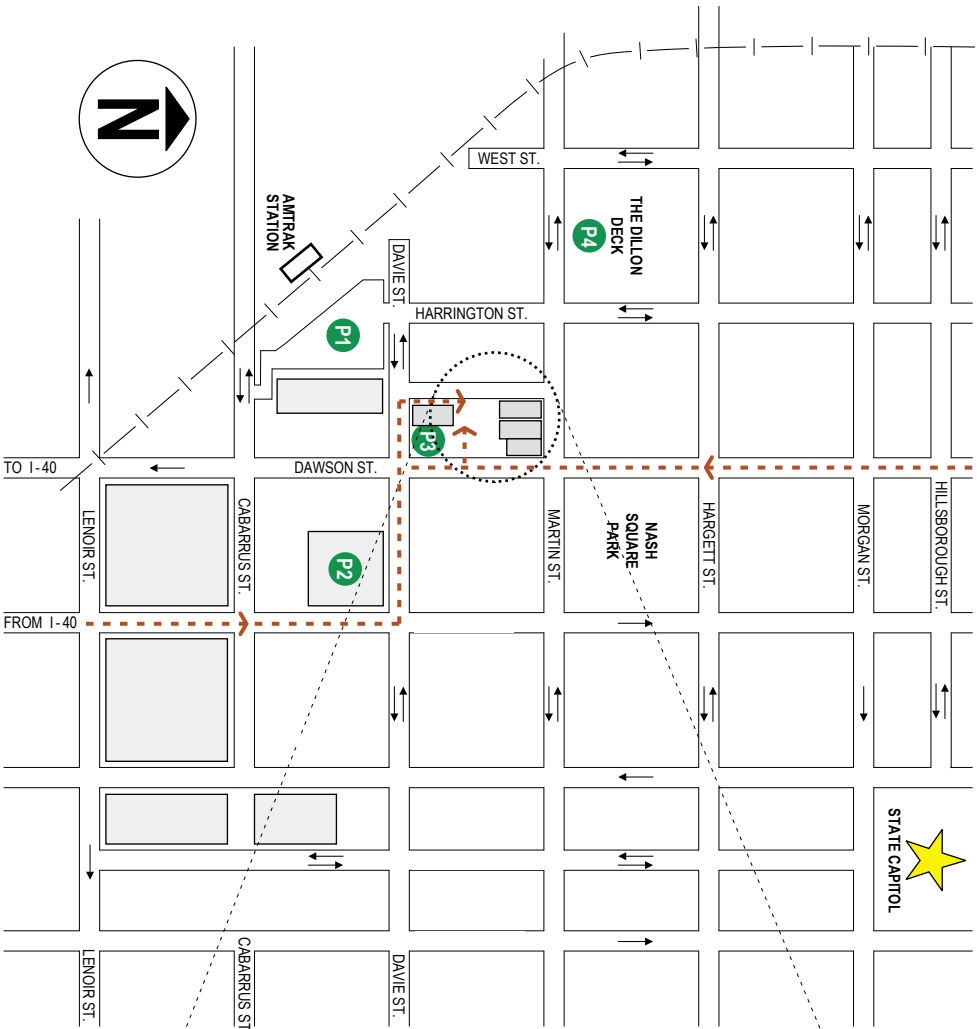 N
WEST ST.
THE DILLON
DECK
P4
AMTRAK
STATION
DAVIE ST.
HARRINGTON ST.
P1
P3
TO I-40
DAWSON ST.
LENOIR ST.
CABARRUS ST.
MARTIN ST.
NASH
SQUARE
PARK
HARGETT ST.
MORGAN ST.
HILLSBOROUGH ST.
P2
FROM I-40
STATE CAPITOL
LENOIR ST.
CABARRUS ST.
DAVIE ST.